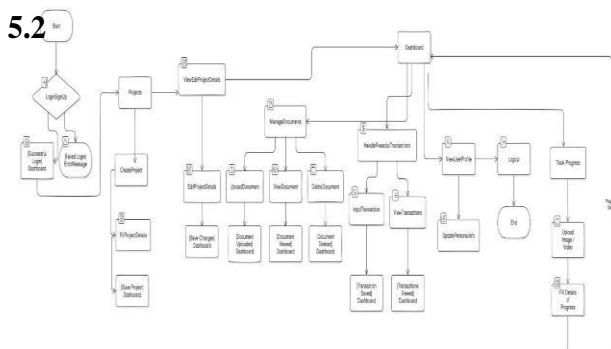 5.2
Start
Login/SignUp
[Successful
Login]
Dashboard
[Failed Login]
ErrorMessage
Projects
CreateProject
FillProjectDetails
[Save Project]
Dashboard
ViewEditProjectDetails
EditProjectDetails
[Save Changes]
Dashboard
Dashboard
ManageDocuments
UploadDocument
ViewDocument
DeleteDocument
[Document
Uploaded]
Dashboard
[Document
Viewed]
Dashboard
[Document
Deleted]
Dashboard
InputTransaction
ViewTransactions
[Transaction
Saved]
Dashboard
[Transactions
Viewed]
Dashboard
ViewUserProfile
UpdatePersonalInfo
Logout
End
Track Progress
Upload
Image /
Video
Fill Details
of
Progress